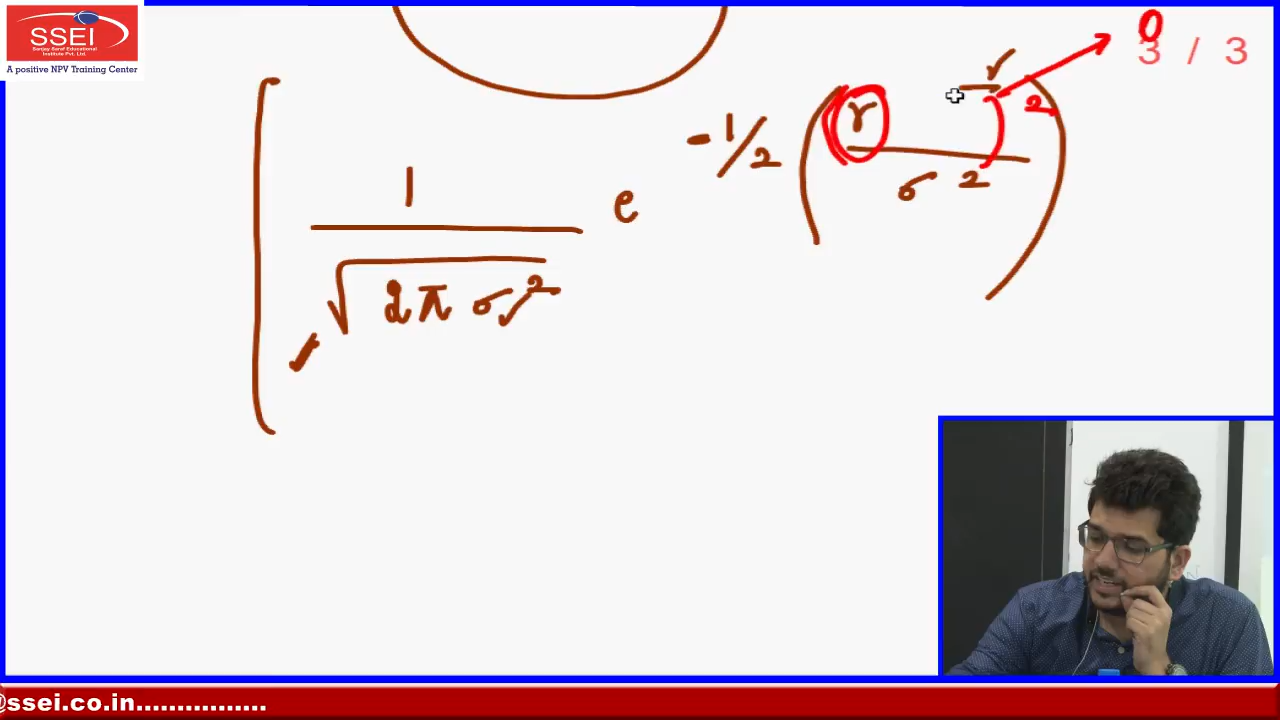 SSEI
Sanjay Saraf Educational
Institute Pvt. Ltd.
A positive NPV Training Center
0
3 / 3
1
√2πσ²
e
-1/2
r
r
2
σ 2
@ssei.co.in................